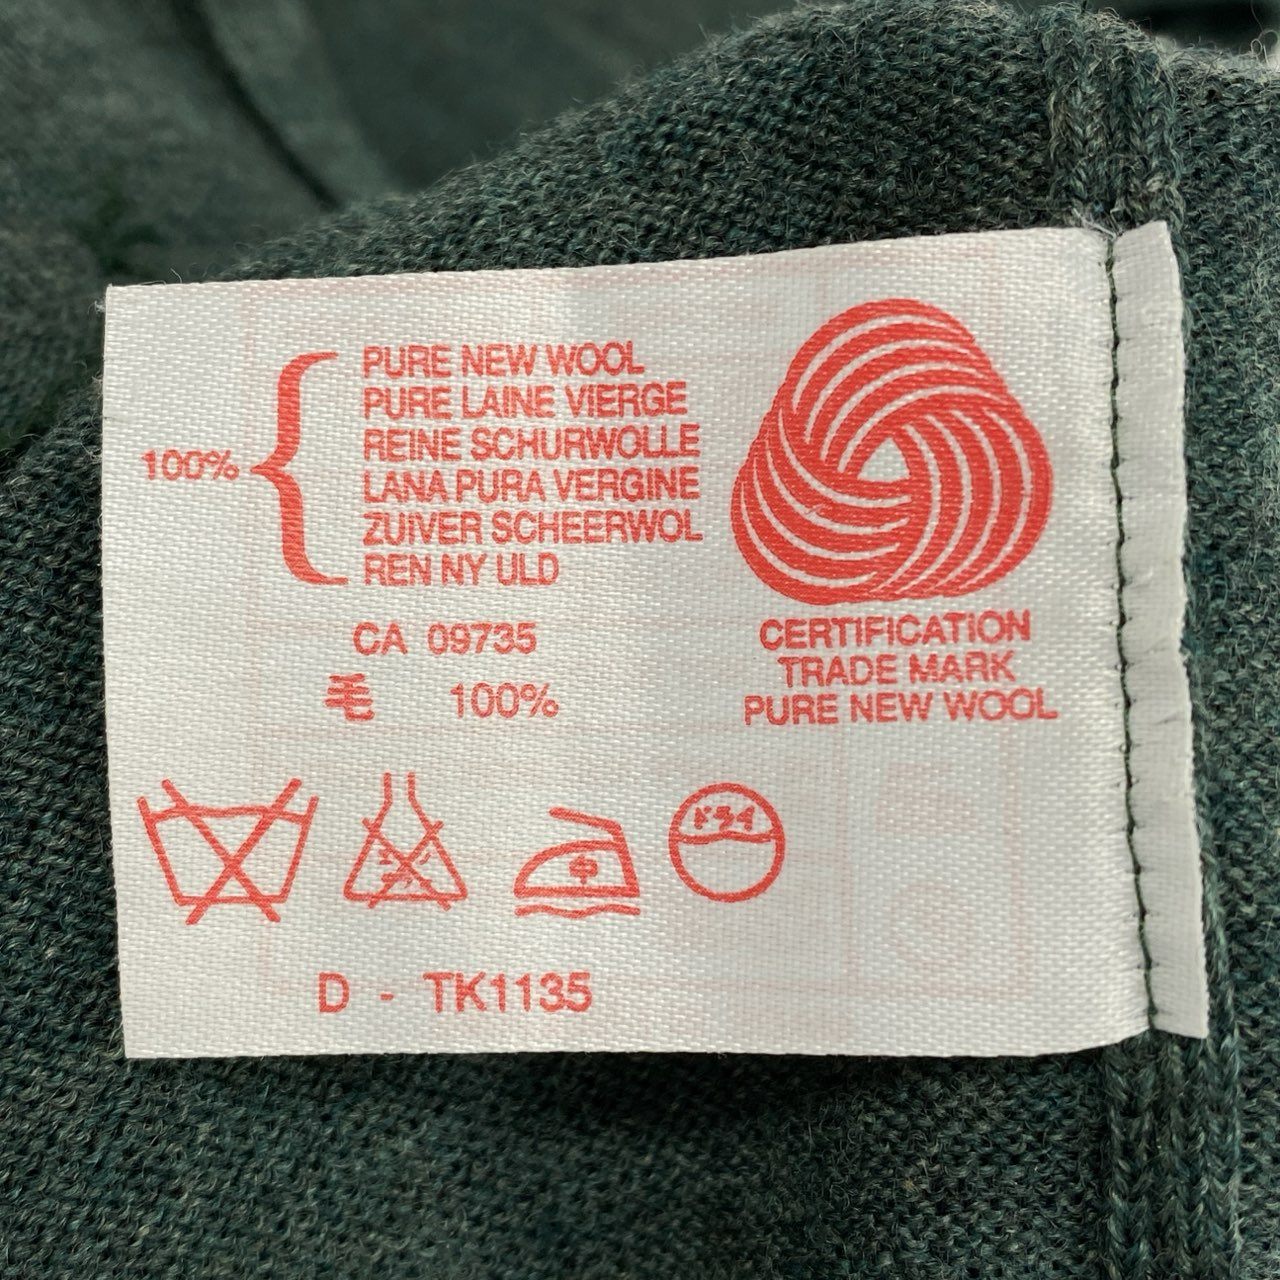 100%
PURE NEW WOOL
PURE LAINE VIERGE
REINE SCHURWOLLE
LANA PURA VERGINE
ZUIVER SCHEERWOL
REN NY ULD
CA 09735
毛 100%
CERTIFICATION
TRADE MARK
PURE NEW WOOL
中
ドライ
D - TK1135